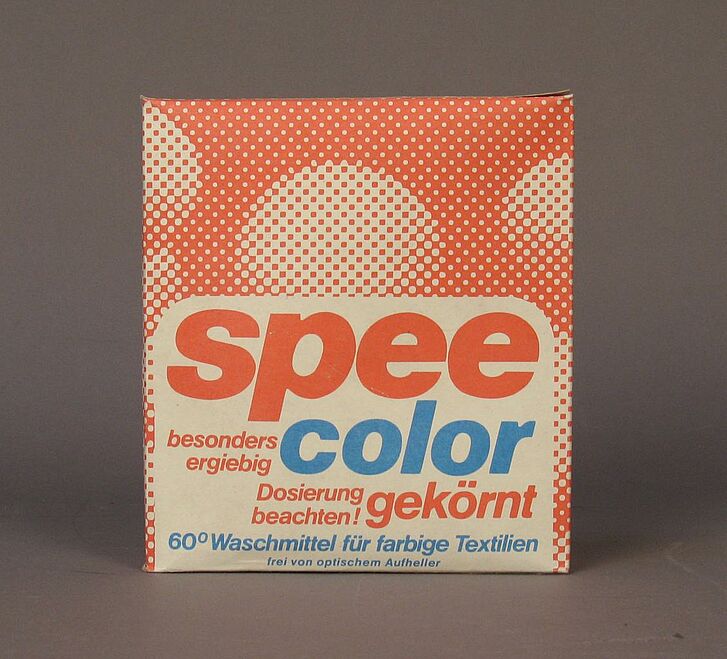 spee
besonders
ergiebig
color
Dosierung
beachten!
gekörnt
60° Waschmittel für farbige Textilien
frei von optischem Aufheller